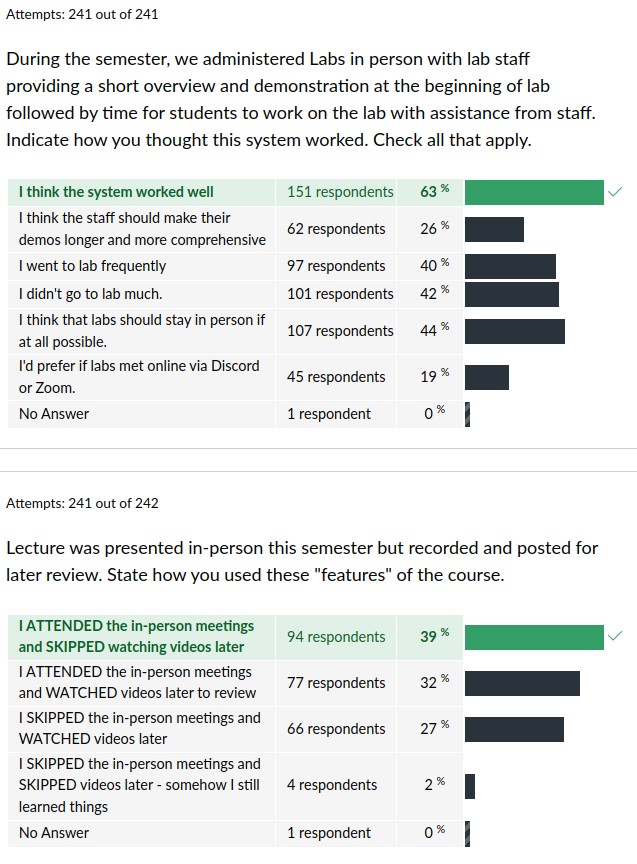 Attempts: 241 out of 241
During the semester, we administered Labs in person with lab staff
providing a short overview and demonstration at the beginning of lab
followed by time for students to work on the lab with assistance from staff.
Indicate how you thought this system worked. Check all that apply.
I think the system worked well 151 respondents 63 %
I think the staff should make their
demos longer and more comprehensive 62 respondents 26 %
I went to lab frequently 97 respondents 40 %
I didn't go to lab much. 101 respondents 42 %
I think that labs should stay in person if
at all possible. 107 respondents 44 %
I'd prefer if labs met online via Discord
or Zoom. 45 respondents 19 %
No Answer 1 respondent 0 %
Attempts: 241 out of 242
Lecture was presented in-person this semester but recorded and posted for
later review. State how you used these "features" of the course.
I ATTENDED the in-person meetings
and SKIPPED watching videos later 94 respondents 39 %
I ATTENDED the in-person meetings
and WATCHED videos later to review 77 respondents 32 %
I SKIPPED the in-person meetings and
WATCHED videos later 66 respondents 27 %
I SKIPPED the in-person meetings and
SKIPPED videos later - somehow I still
learned things 4 respondents 2 %
No Answer 1 respondent 0 %